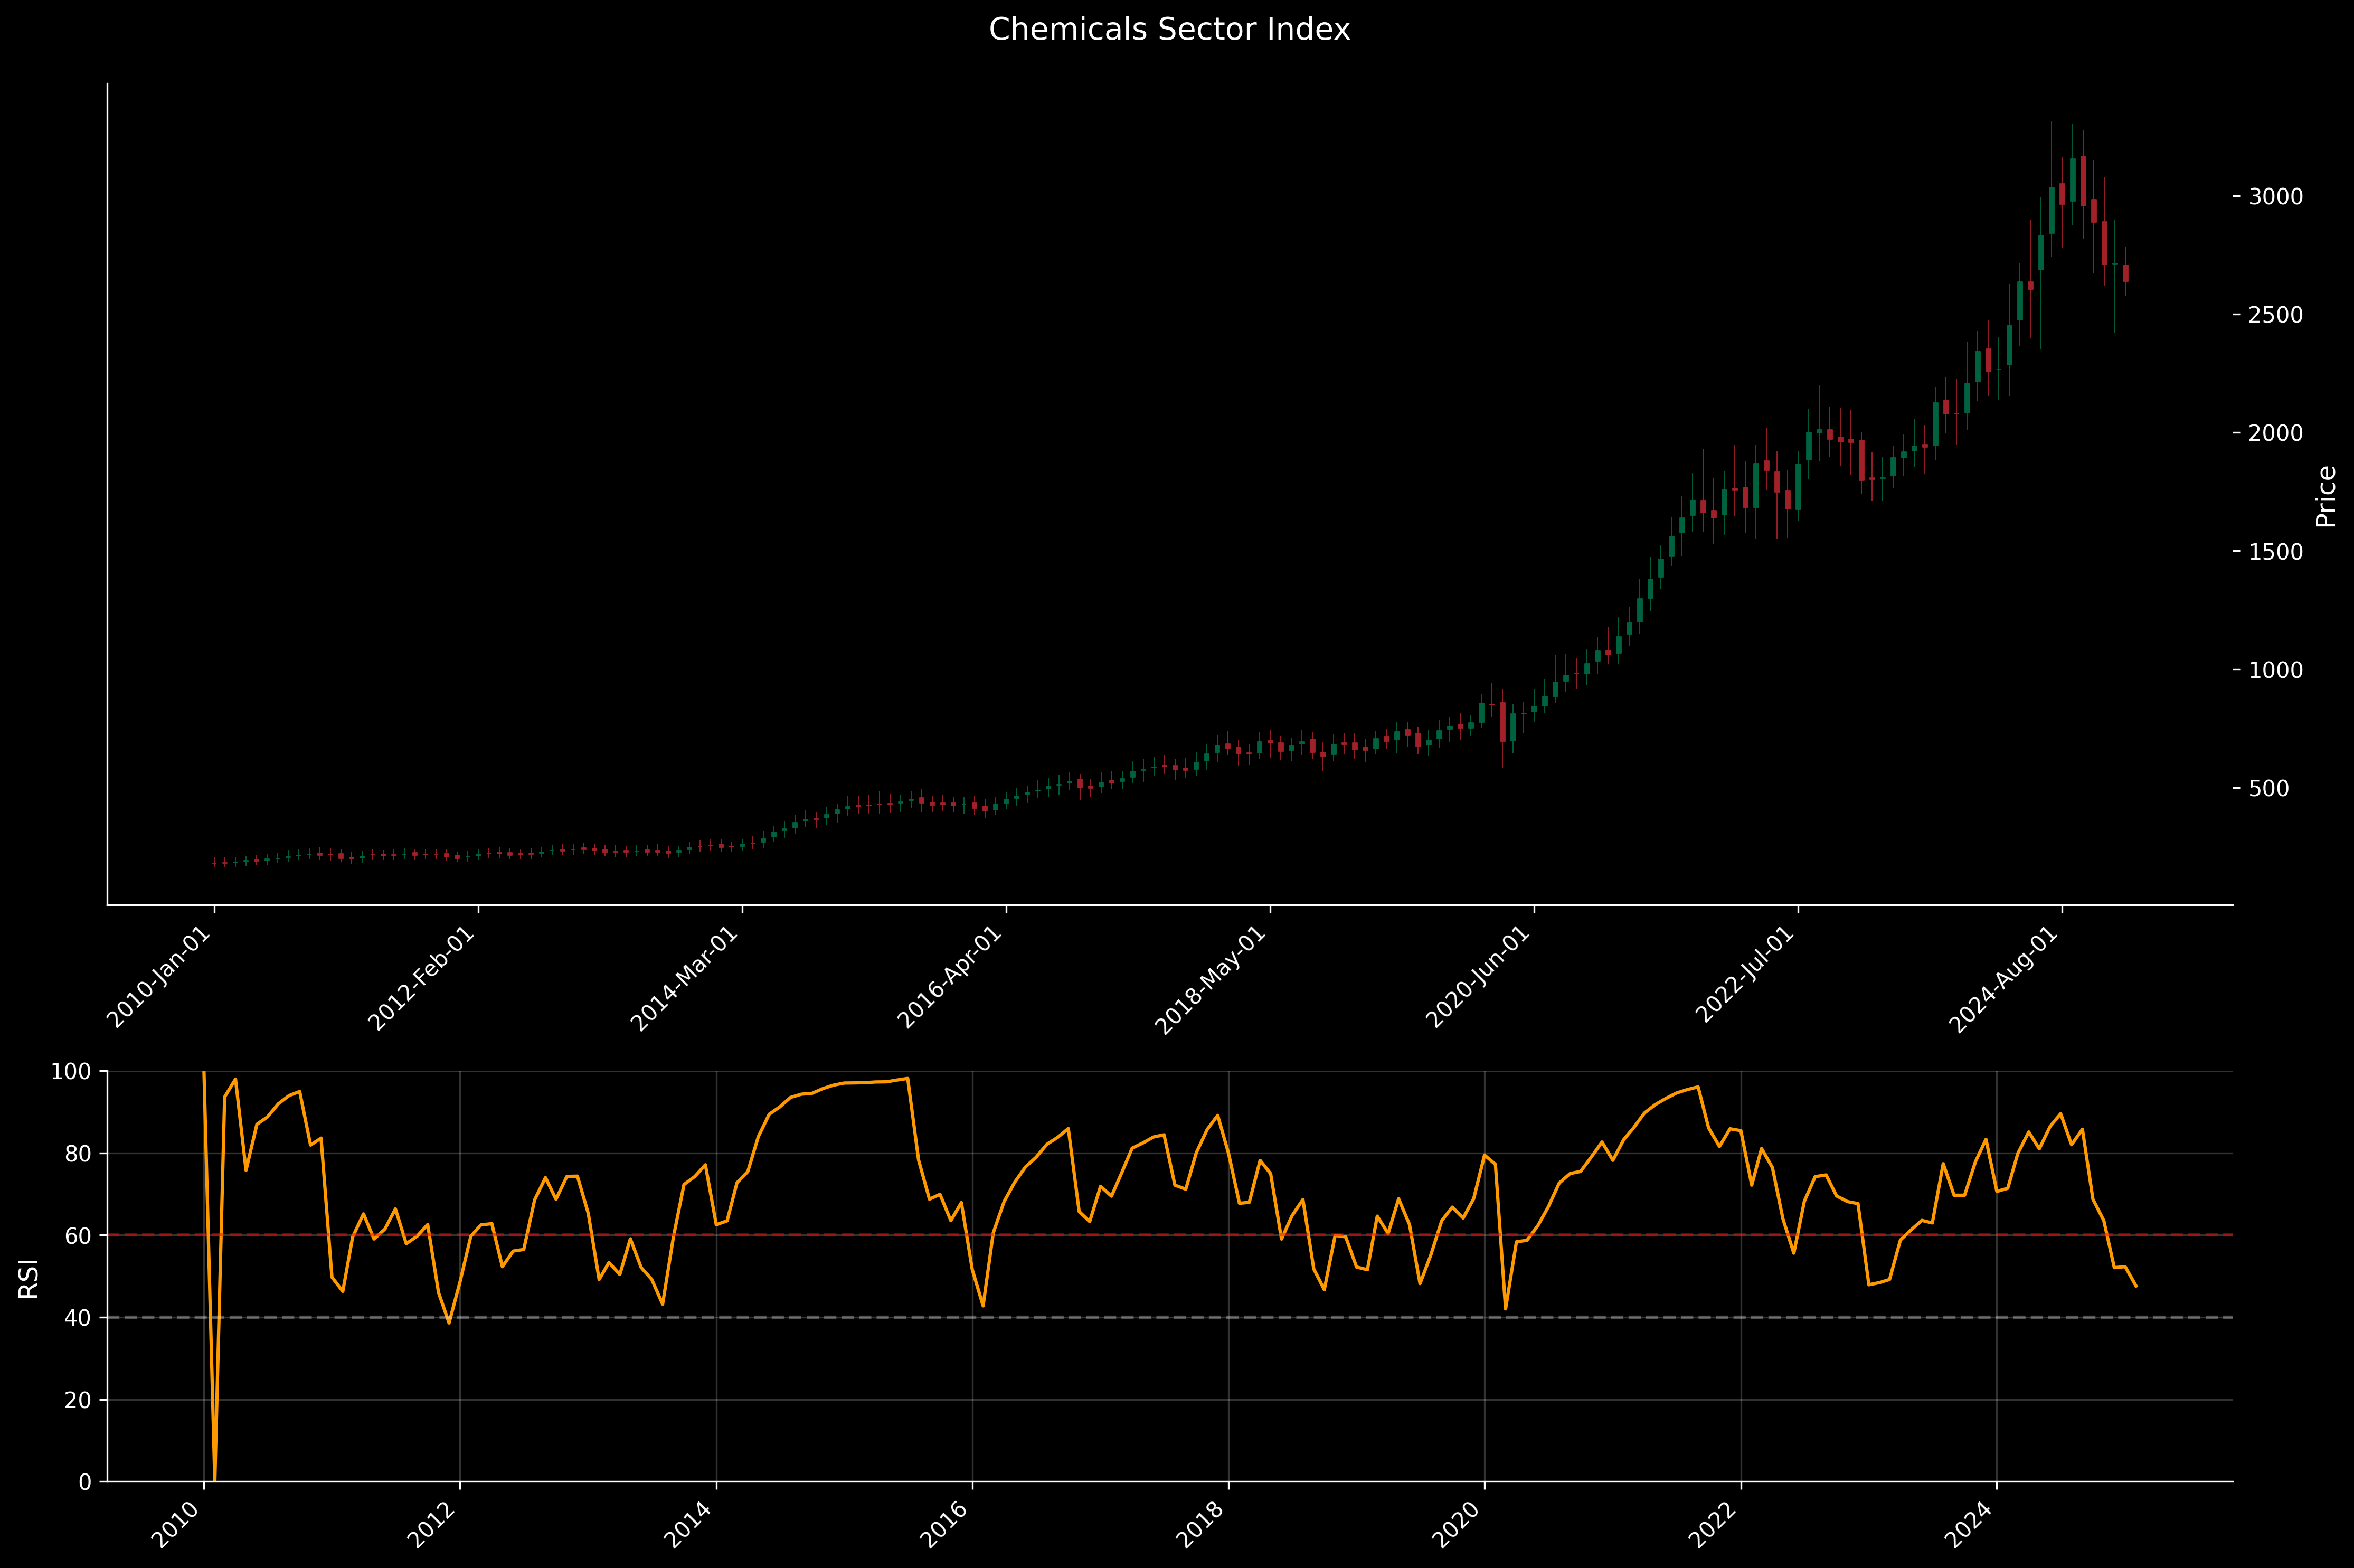 Chemicals Sector Index
3000
2500
2000
1500
1000
500
Price
2010-Jan-01
2012-Feb-01
2014-Mar-01
2016-Apr-01
2018-May-01
2020-Jun-01
2022-Jul-01
2024-Aug-01
100
80
60
40
20
0
RSI
2010
2012
2014
2016
2018
2020
2022
2024